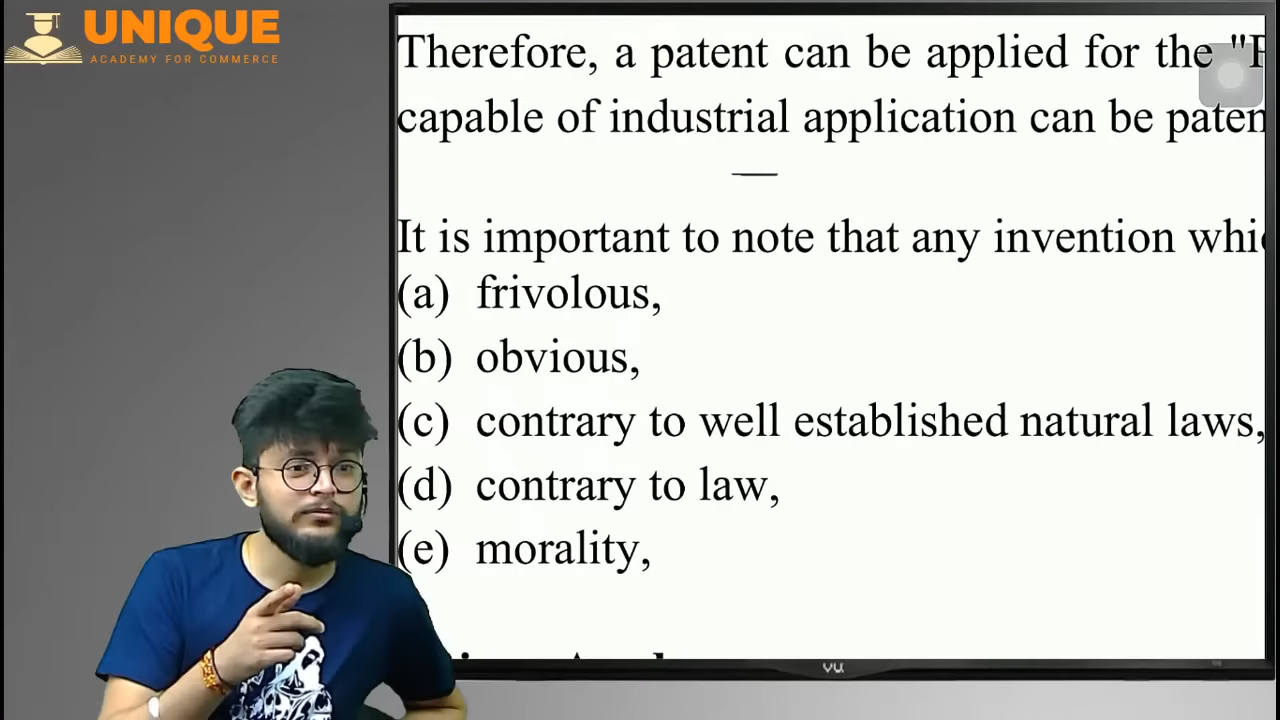 UNIQUE
ACADEMY FOR COMMERCE
Therefore, a patent can be applied for the
capable of industrial application can be
It is important to note that any invention
(a) frivolous,
(b) obvious,
(c) contrary to well established natural laws,
(d) contrary to law,
(e) morality,
vu